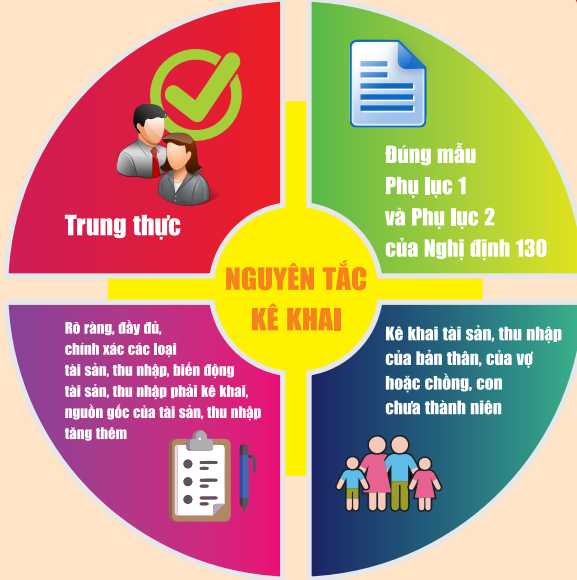 Trung thực
Đúng mẫu
Phụ lục 1
và Phụ lục 2
của Nghị định 130
NGUYÊN TẮC
KÊ KHAI
Rõ ràng, đầy đủ,
chính xác các loại
tài sản, thu nhập, biến động
tài sản, thu nhập phải kê khai,
nguồn gốc của tài sản, thu nhập
tăng thêm
Kê khai tài sản, thu nhập
của bản thân, của vợ
hoặc chồng, con
chưa thành niên